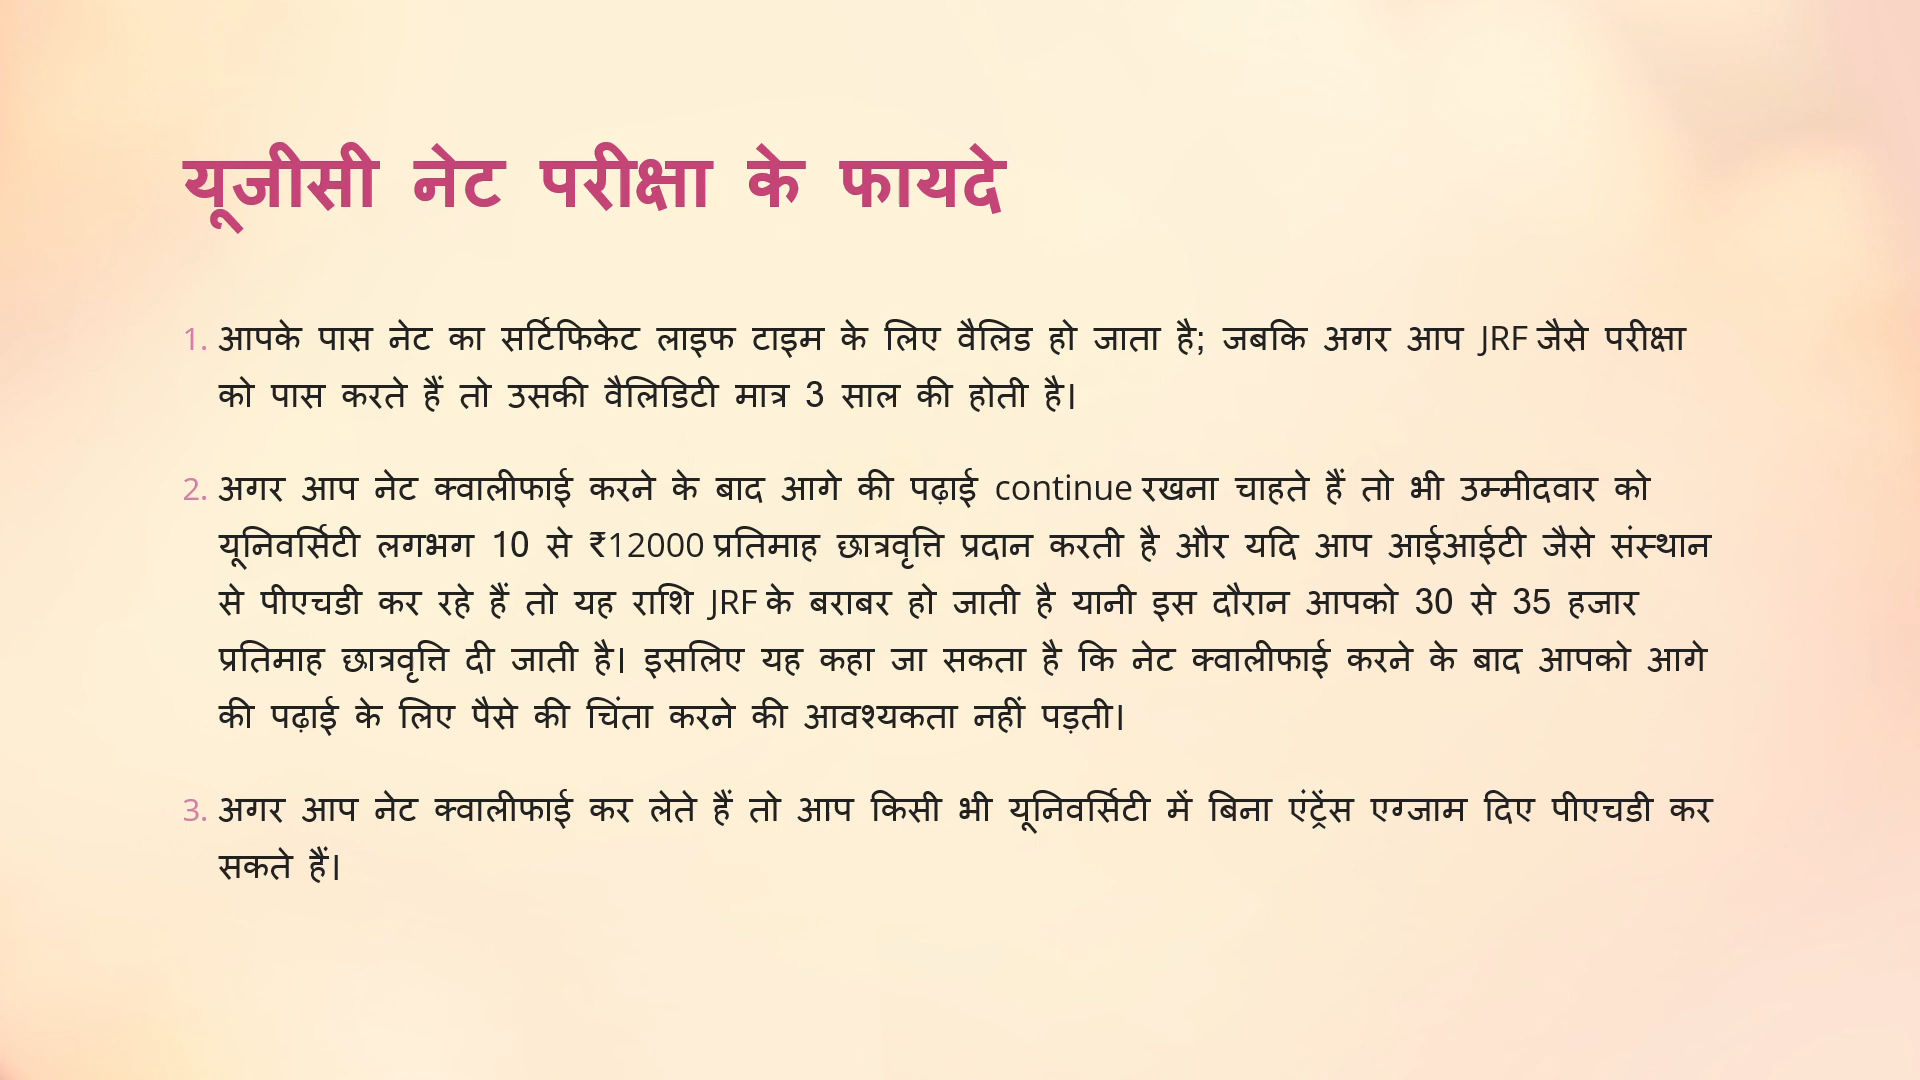 यूजीसी नेट परीक्षा के फायदे
1. आपके पास नेट का सर्टिफिकेट लाइफ टाइम के लिए वैलिड हो जाता है; जबकि अगर आप JRF जैसे परीक्षा
को पास करते हैं तो उसकी वैलिडिटी मात्र 3 साल की होती है।
2. अगर आप नेट क्वालीफाई करने के बाद आगे की पढ़ाई continue रखना चाहते हैं तो भी उम्मीदवार को
यूनिवर्सिटी लगभग 10 से ₹12000 प्रतिमाह छात्रवृत्ति प्रदान करती है और यदि आप आईआईटी जैसे संस्थान
से पीएचडी कर रहे हैं तो यह राशि JRF के बराबर हो जाती है यानी इस दौरान आपको 30 से 35 हजार
प्रतिमाह छात्रवृत्ति दी जाती है। इसलिए यह कहा जा सकता है कि नेट क्वालीफाई करने के बाद आपको आगे
की पढ़ाई के लिए पैसे की चिंता करने की आवश्यकता नहीं पड़ती।
3. अगर आप नेट क्वालीफाई कर लेते हैं तो आप किसी भी यूनिवर्सिटी में बिना एंट्रेंस एग्जाम दिए पीएचडी कर
सकते हैं।